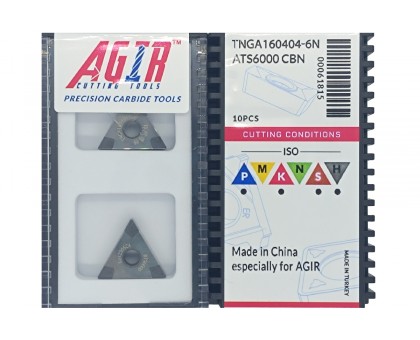 AGIR™
CUTTING TOOLS
PRECISION CARBIDE TOOLS
TNGA160404-6N
ATS6000 CBN
00061815
10PCS
CUTTING CONDITIONS
ISO
P M K N S H
Made in China
especially for AGIR
MADE IN TURKEY